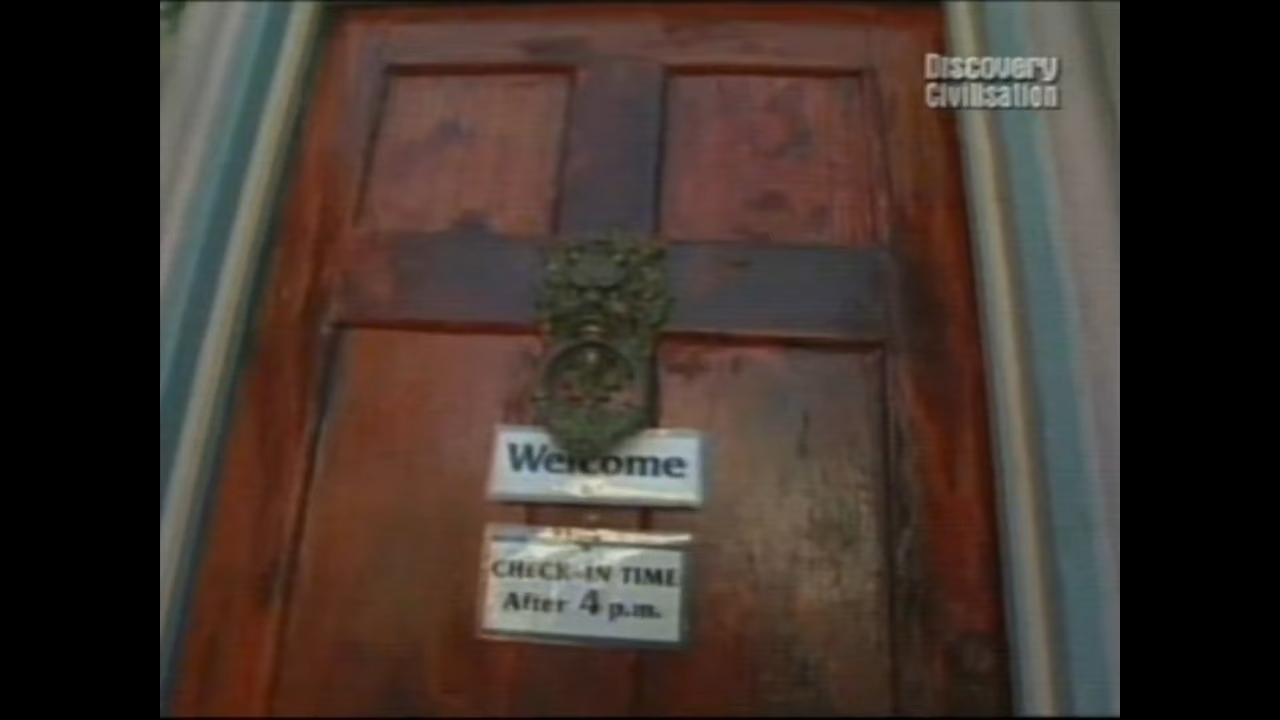 Discovery
Civilisation
Welcome
CHECK-IN TIME
After 4 p.m.